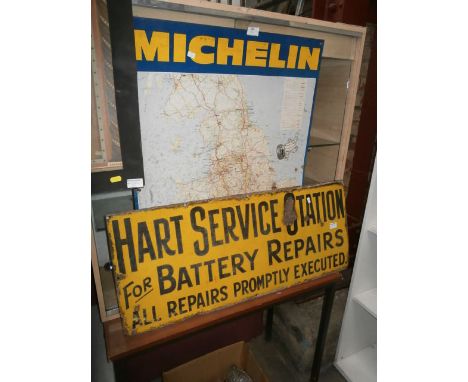 MICHELIN
HART SERVICE STATION
FOR BATTERY REPAIRS
ALL REPAIRS PROMPTLY EXECUTED.